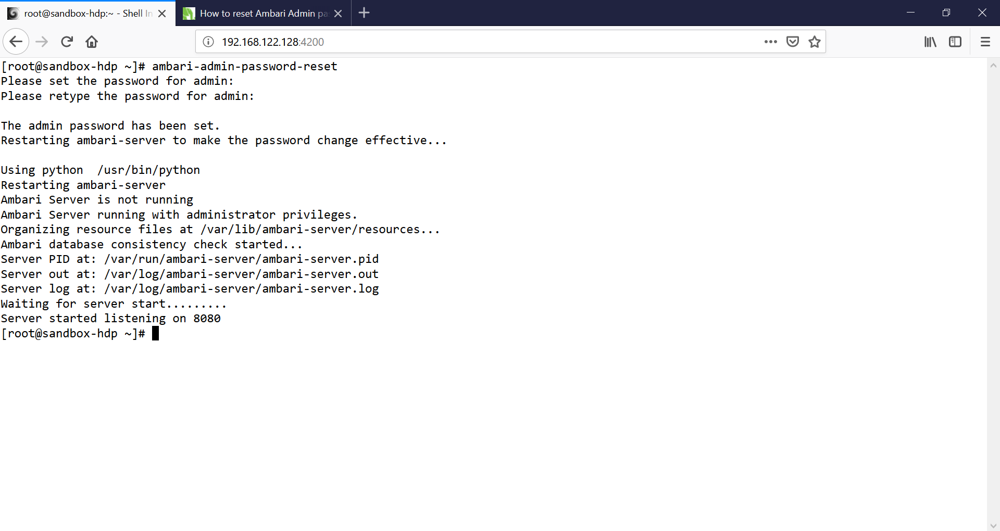 root@sandbox-hdp:~ - Shell In
How to reset Ambari Admin pa
192.168.122.128:4200
[root@sandbox-hdp ~]# ambari-admin-password-reset
Please set the password for admin:
Please retype the password for admin:

The admin password has been set.
Restarting ambari-server to make the password change effective...

Using python  /usr/bin/python
Restarting ambari-server
Ambari Server is not running
Ambari Server running with administrator privileges.
Organizing resource files at /var/lib/ambari-server/resources...
Ambari database consistency check started...
Server PID at: /var/run/ambari-server/ambari-server.pid
Server out at: /var/log/ambari-server/ambari-server.out
Server log at: /var/log/ambari-server/ambari-server.log
Waiting for server start.........
Server started listening on 8080
[root@sandbox-hdp ~]#